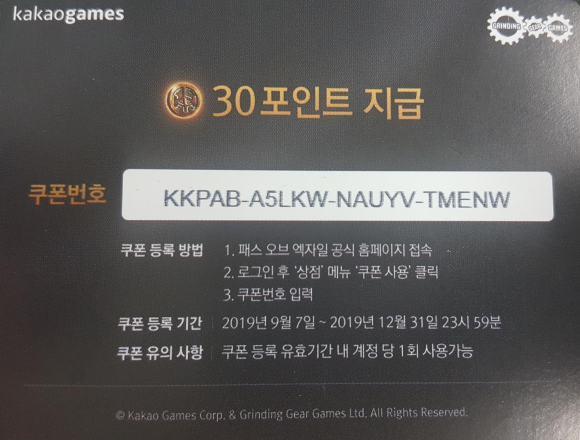 kakaogames
GRINDING GEAR GAMES
30 포인트 지급
쿠폰번호 KKPAB-A5LKW-NAUYV-TMENW
쿠폰 등록 방법 1. 패스 오브 엑자일 공식 홈페이지 접속
2. 로그인 후 '상점' 메뉴 '쿠폰 사용' 클릭
3. 쿠폰번호 입력
쿠폰 등록 기간 2019년 9월 7일 ~ 2019년 12월 31일 23시 59분
쿠폰 유의 사항 쿠폰 등록 유효기간 내 계정 당 1회 사용가능
© Kakao Games Corp. & Grinding Gear Games Ltd, All Rights Reserved.